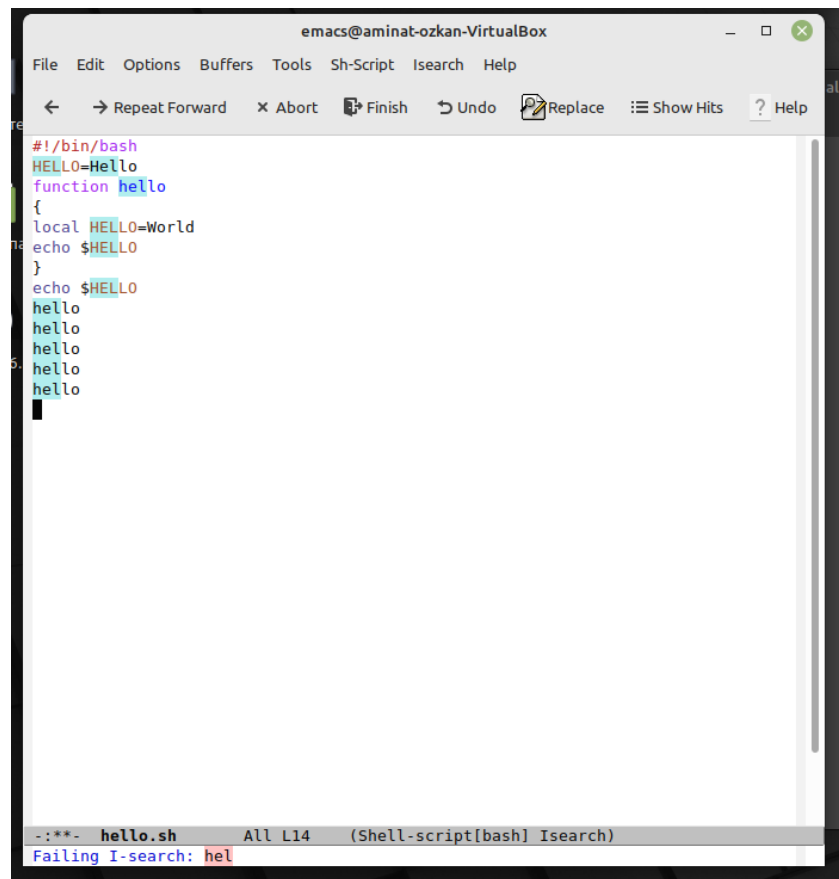 emacs@aminat-ozkan-VirtualBox
File Edit Options Buffers Tools Sh-Script Isearch Help
Repeat Forward Abort Finish Undo Replace Show Hits ? Help
#!/bin/bash
HELLO=Hello
function hello
{
local HELLO=World
echo $HELLO
}
echo $HELLO
hello
hello
hello
hello
hello
-:**- hello.sh All L14 (Shell-script[bash] Isearch)
Failing I-search: hel